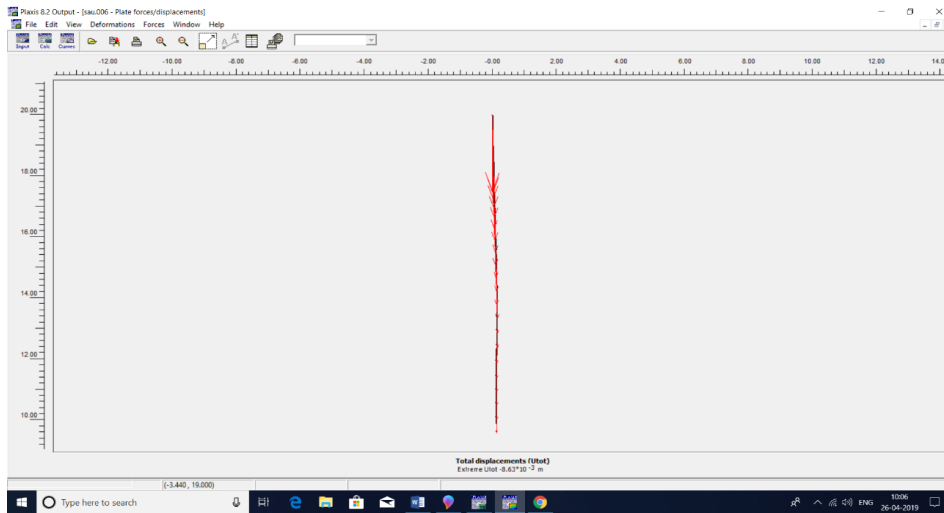 Plaxis 8.2 Output - [sau.006 - Plate forces/displacements]
File Edit View Deformations Forces Window Help
Input Calc Curves
-12.00 -10.00 -8.00 -6.00 -4.00 -2.00 -0.00 2.00 4.00 6.00 8.00 10.00 12.00 14.0
20.00
18.00
16.00
14.00
12.00
10.00
Total displacements (Utot)
Extreme Utot -8.63*10⁻³ m
(-3.440 , 19.000)
Type here to search
ENG
10:06
26-04-2019